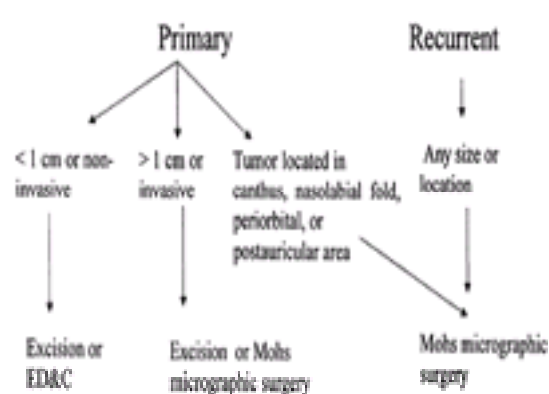 Primary
Recurrent
< 1 cm or non-
invasive
> 1 cm or
invasive
Tumor located in
canthus, nasolabial fold,
periorbital, or
postauricular area
Any size or
location
Excision or
ED&C
Excision or Mohs
micrographic surgery
Mohs micrographic
surgery